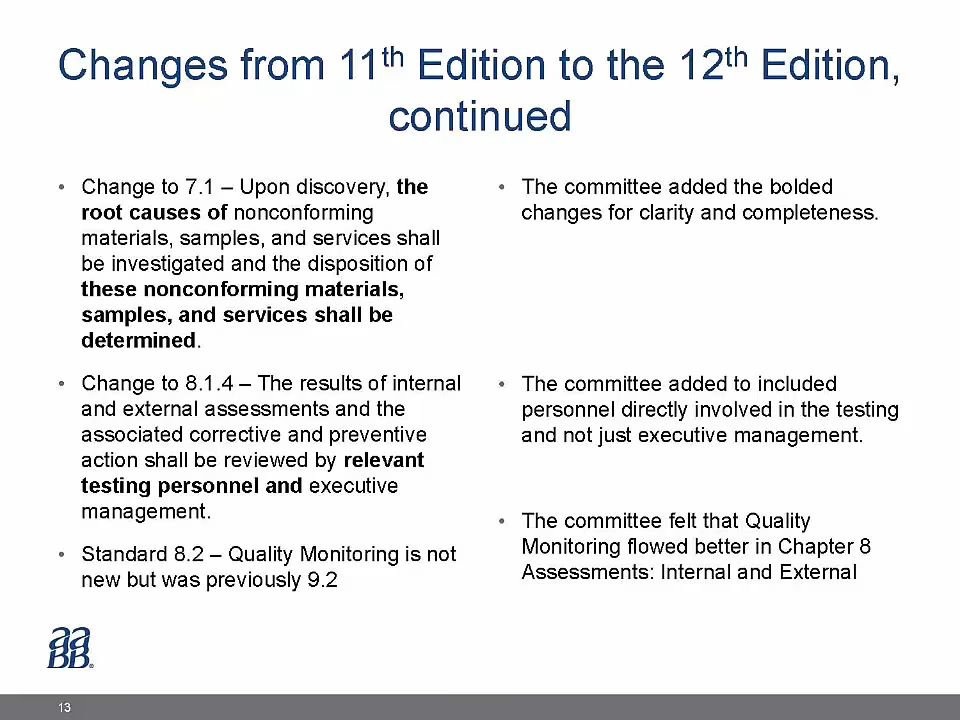 Changes from 11th Edition to the 12th Edition,
continued
• Change to 7.1 – Upon discovery, the
root causes of nonconforming
materials, samples, and services shall
be investigated and the disposition of
these nonconforming materials,
samples, and services shall be
determined.
• Change to 8.1.4 – The results of internal
and external assessments and the
associated corrective and preventive
action shall be reviewed by relevant
testing personnel and executive
management.
• Standard 8.2 – Quality Monitoring is not
new but was previously 9.2
• The committee added the bolded
changes for clarity and completeness.
• The committee added to included
personnel directly involved in the testing
and not just executive management.
• The committee felt that Quality
Monitoring flowed better in Chapter 8
Assessments: Internal and External
aa
BB®
13